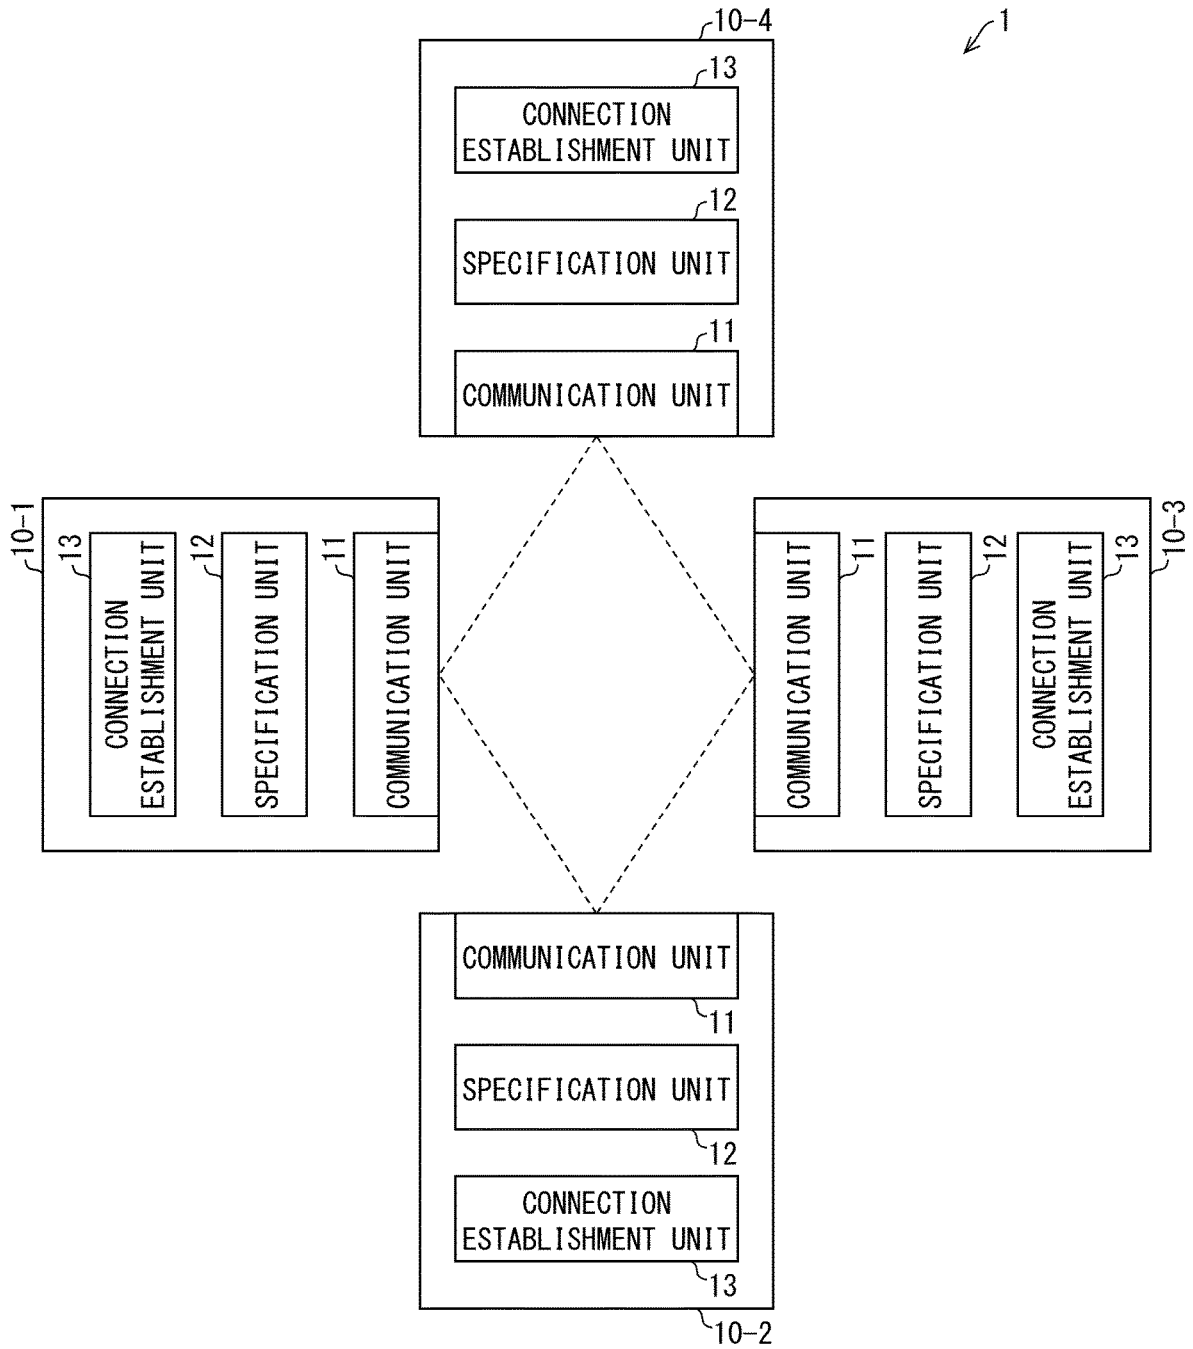 10-4
1
13
CONNECTION
ESTABLISHMENT UNIT
12
SPECIFICATION UNIT
11
COMMUNICATION UNIT
10-1
13
CONNECTION
ESTABLISHMENT UNIT
12
SPECIFICATION UNIT
11
COMMUNICATION UNIT
COMMUNICATION UNIT
11
SPECIFICATION UNIT
12
CONNECTION
ESTABLISHMENT UNIT
13
10-3
COMMUNICATION UNIT
11
SPECIFICATION UNIT
12
CONNECTION
ESTABLISHMENT UNIT
13
10-2